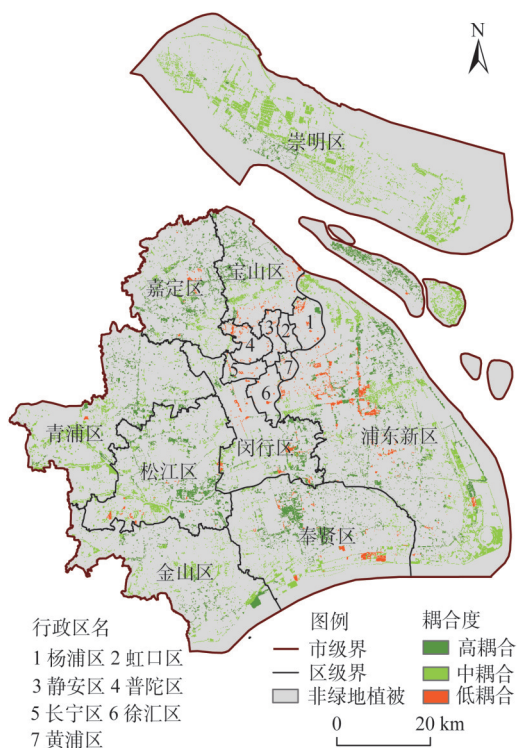 N
崇明区
宝山区
嘉定区
1
3 2
4
7
5
6
青浦区
浦东新区
闵行区
松江区
奉贤区
金山区
行政区名
1 杨浦区 2 虹口区
3 静安区 4 普陀区
5 长宁区 6 徐汇区
7 黄浦区
图例
市级界
区级界
非绿地植被
耦合度
高耦合
中耦合
低耦合
0 20 km